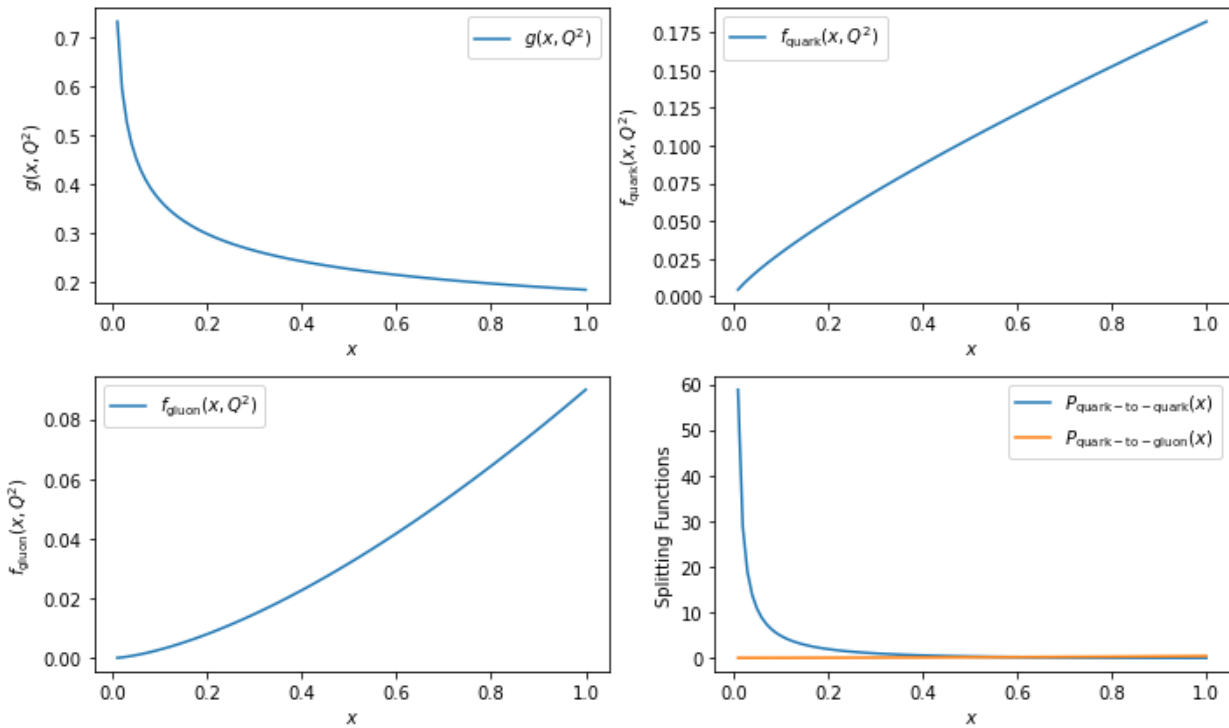 g(x, Q²)
0.7
0.6
0.5
0.4
0.3
0.2
g(x, Q²)
0.0 0.2 0.4 0.6 0.8 1.0
x
f_quark(x, Q²)
0.175
0.150
0.125
0.100
0.075
0.050
0.025
0.000
f_quark(x, Q²)
0.0 0.2 0.4 0.6 0.8 1.0
x
f_gluon(x, Q²)
0.08
0.06
0.04
0.02
0.00
f_gluon(x, Q²)
0.0 0.2 0.4 0.6 0.8 1.0
x
P_quark−to−quark(x)
P_quark−to−gluon(x)
60
50
40
30
20
10
0
Splitting Functions
0.0 0.2 0.4 0.6 0.8 1.0
x